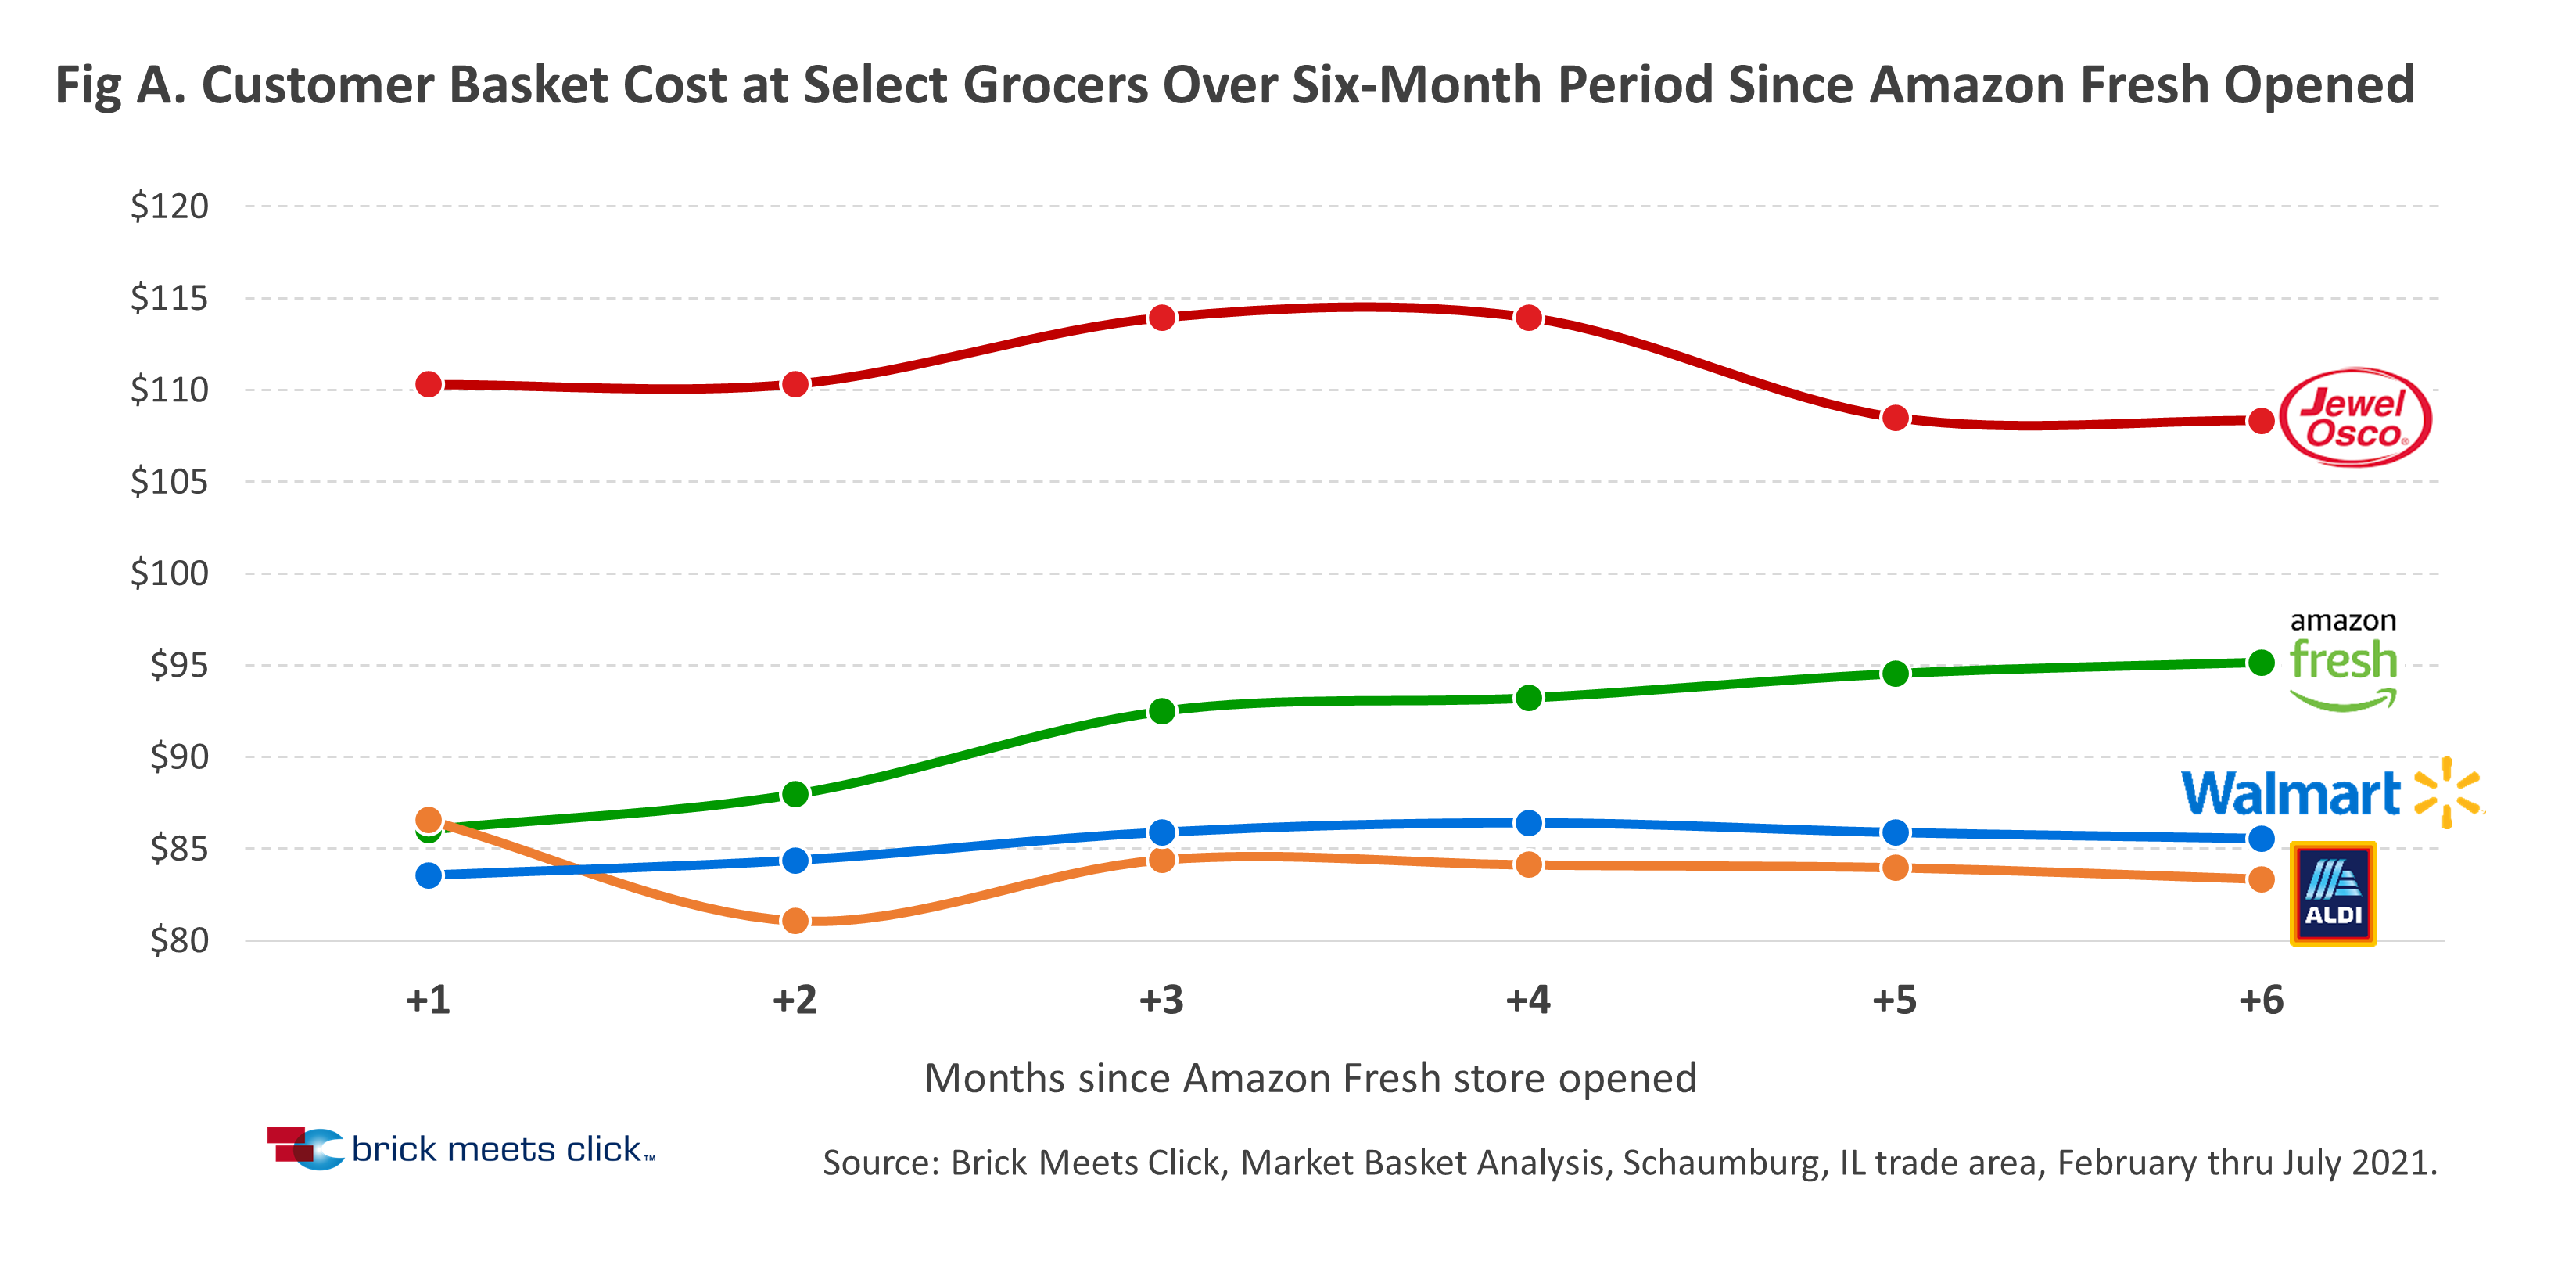 Fig A. Customer Basket Cost at Select Grocers Over Six-Month Period Since Amazon Fresh Opened
$120
$115
$110
$105
$100
$95
$90
$85
$80
Jewel
Osco®
amazon
fresh
Walmart
ALDI
+1 +2 +3 +4 +5 +6
Months since Amazon Fresh store opened
brick meets click™
Source: Brick Meets Click, Market Basket Analysis, Schaumburg, IL trade area, February thru July 2021.